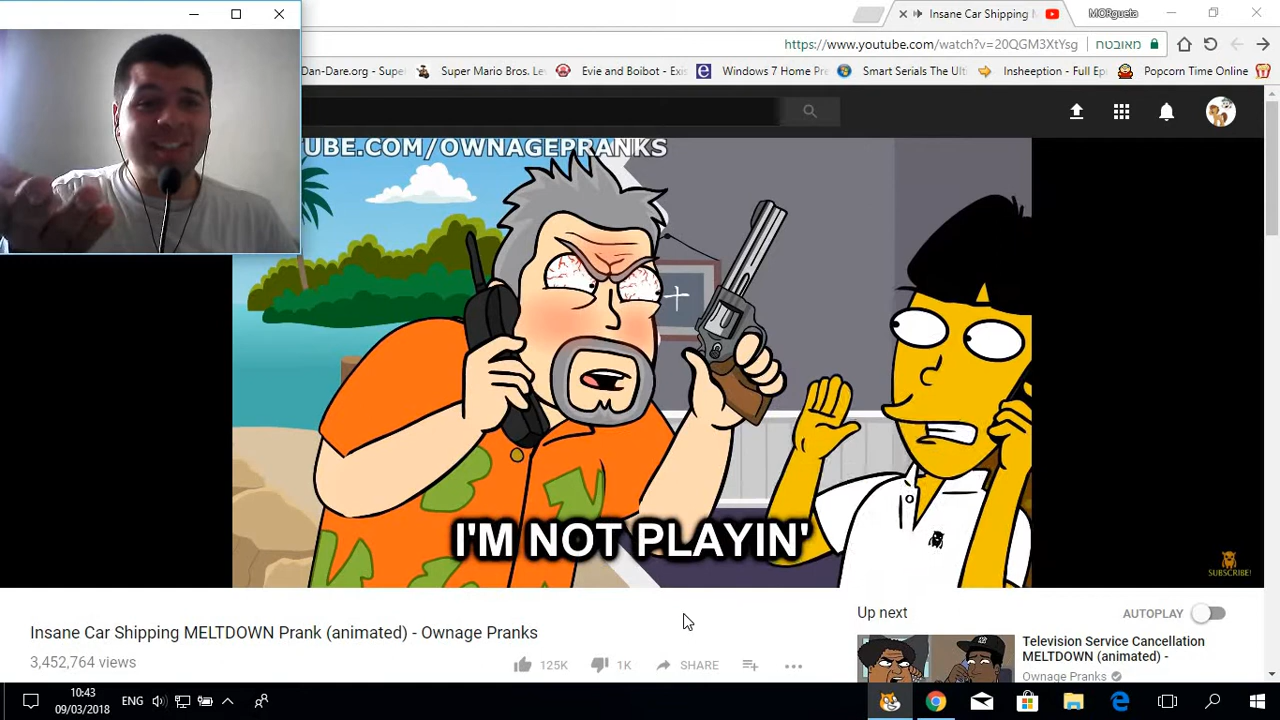 Insane Car Shipping
MORgueta
https://www.youtube.com/watch?v=20QGM3XtYsg
מאובטח
Dan-Dare.org - Supe
Super Mario Bros. Le
Evie and Boibot - Exis
Windows 7 Home Pre
Smart Serials The Ult
Insheeption - Full Ep
Popcorn Time Online
UBE.COM/OWNAGEPRANKS
I'M NOT PLAYIN'
SUBSCRIBE!
Insane Car Shipping MELTDOWN Prank (animated) - Ownage Pranks
3,452,764 views
125K
1K
SHARE
Up next
AUTOPLAY
Television Service Cancellation
MELTDOWN (animated) -
Ownage Pranks
10:43
09/03/2018
ENG